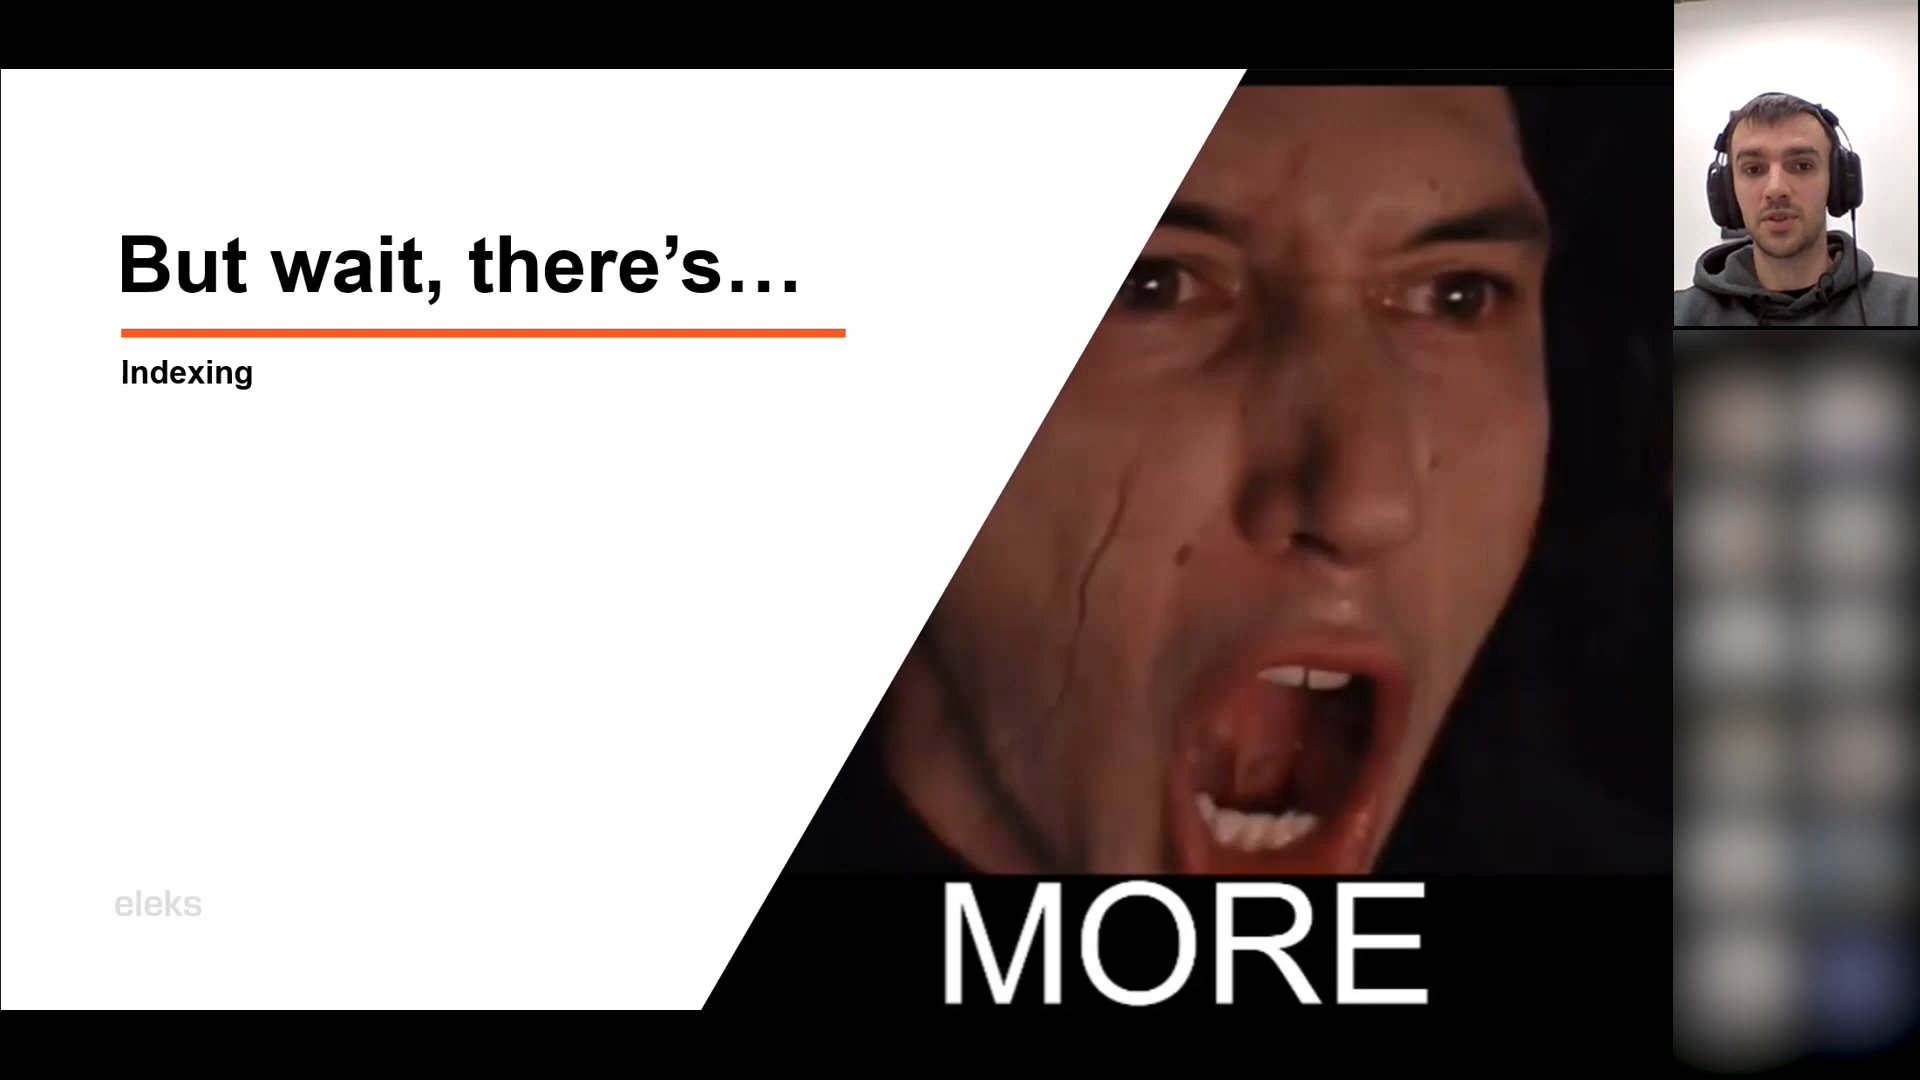 But wait, there’s…
Indexing
eleks
MORE